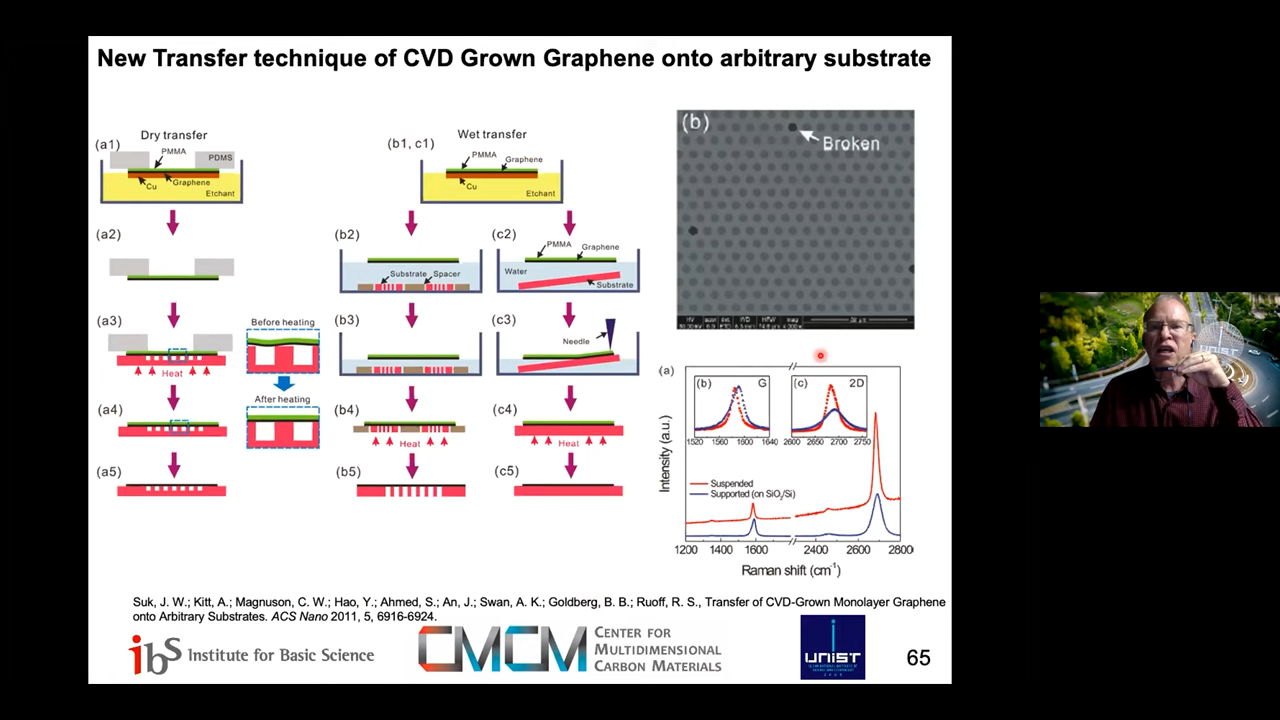 New Transfer technique of CVD Grown Graphene onto arbitrary substrate
Dry transfer
(a1)
PMMA
PDMS
Cu
Graphene
Etchant
(a2)
(a3)
Heat
Before heating
After heating
(a4)
(a5)
Wet transfer
(b1, c1)
PMMA
Graphene
Cu
Etchant
(b2)
Substrate
Spacer
(b3)
(b4)
Heat
(b5)
(c2)
PMMA
Graphene
Water
Substrate
(c3)
Needle
(c4)
Heat
(c5)
(b)
Broken
(a)
(b) G
1520 1560 1600 1640
(c) 2D
2600 2650 2700 2750
Intensity (a.u.)
Suspended
Supported (on SiO₂/Si)
1200 1400 1600 2400 2600 2800
Raman shift (cm⁻¹)
Suk, J. W.; Kitt, A.; Magnuson, C. W.; Hao, Y.; Ahmed, S.; An, J.; Swan, A. K.; Goldberg, B. B.; Ruoff, R. S., Transfer of CVD-Grown Monolayer Graphene
onto Arbitrary Substrates. ACS Nano 2011, 5, 6916-6924.
ibS Institute for Basic Science
CMCM
CENTER FOR
MULTIDIMENSIONAL
CARBON MATERIALS
UNIST
65
UNIST